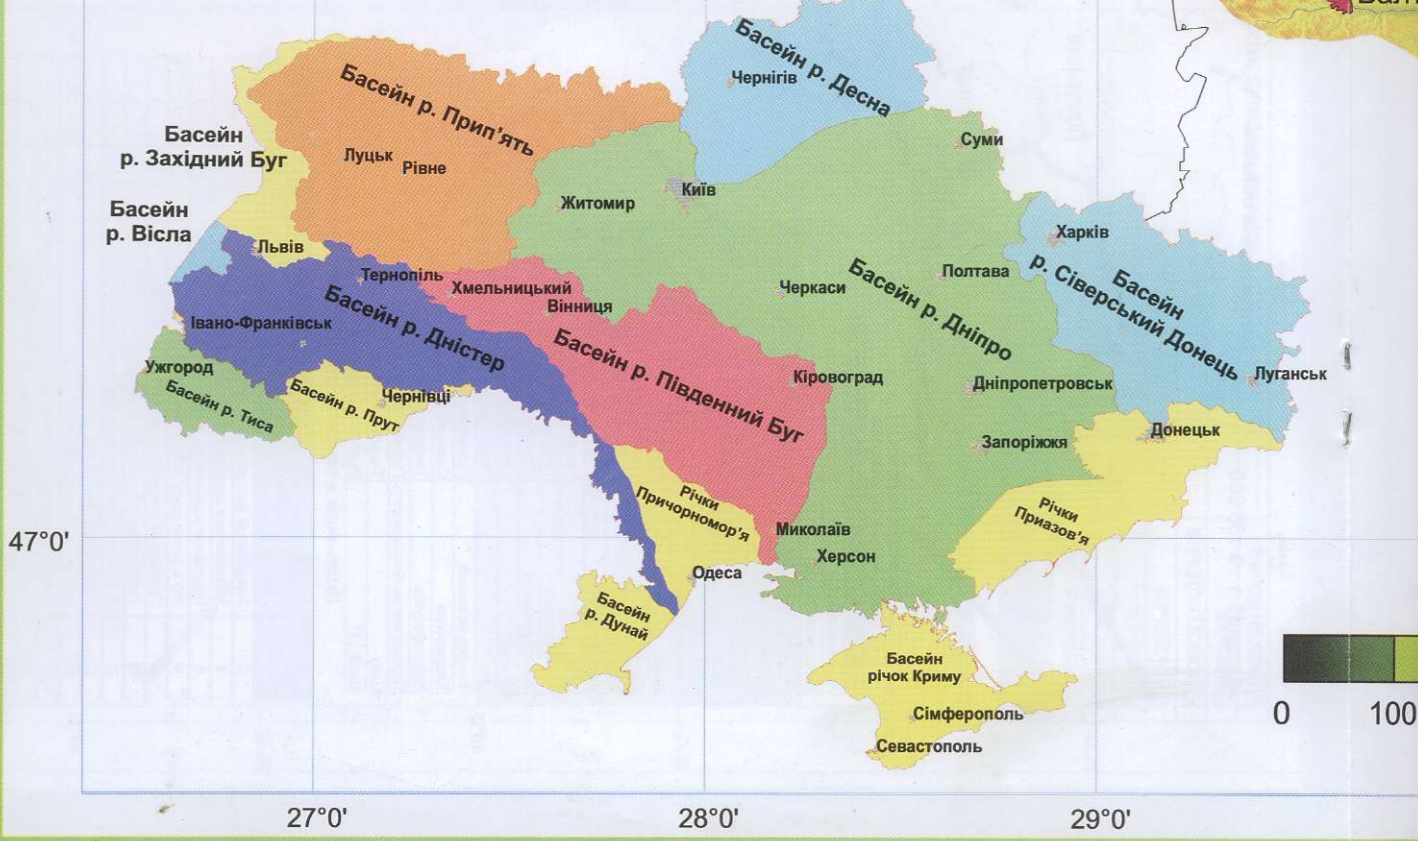 Басейн р. Десна
Чернігів
Басейн р. Прип'ять
Басейн
р. Західний Буг
Луцьк
Рівне
Суми
Київ
Житомир
Басейн
р. Вісла
Львів
Харків
Тернопіль
Хмельницький
Вінниця
Черкаси
Полтава
Басейн р. Дніпро
Басейн
р. Сіверський Донець
Івано-Франківськ
Басейн р. Дністер
Басейн р. Південний Буг
Ужгород
Басейн р. Тиса
Басейн р. Прут
Чернівці
Кіровоград
Дніпропетровськ
Луганськ
Запоріжжя
Донецьк
Річки
Причорномор'я
Річки
Приазов'я
47°0'
Миколаїв
Херсон
Одеса
Басейн
р. Дунай
Басейн
річок Криму
Сімферополь
Севастополь
0 100
27°0' 28°0' 29°0'